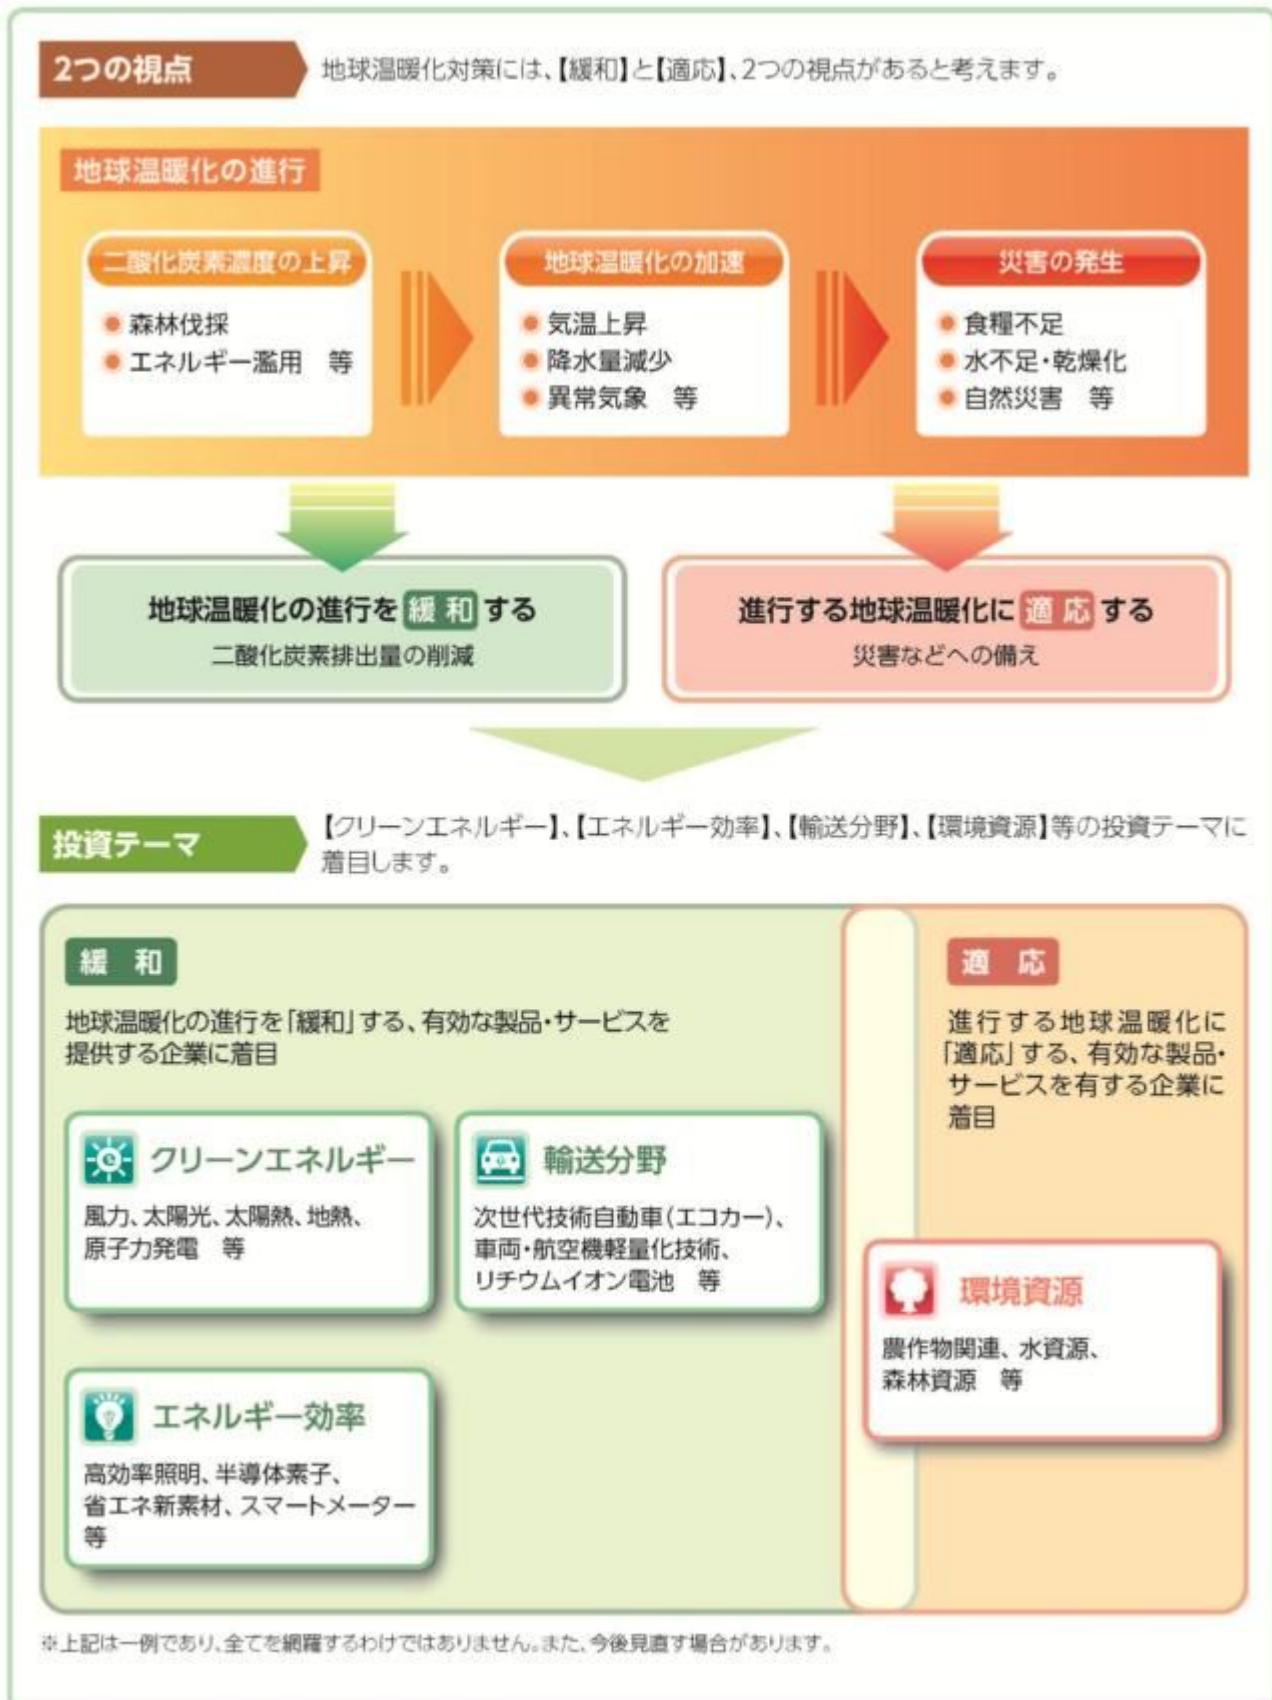 2つの視点
地球温暖化対策には、【緩和】と【適応】、2つの視点があると考えます。
地球温暖化の進行
二酸化炭素濃度の上昇
森林伐採
エネルギー濫用　等
地球温暖化の加速
気温上昇
降水量減少
異常気象　等
災害の発生
食糧不足
水不足・乾燥化
自然災害　等
地球温暖化の進行を 緩和 する
二酸化炭素排出量の削減
進行する地球温暖化に 適応 する
災害などへの備え
投資テーマ
【クリーンエネルギー】、【エネルギー効率】、【輸送分野】、【環境資源】等の投資テーマに
着目します。
緩 和
地球温暖化の進行を「緩和」する、有効な製品・サービスを
提供する企業に着目
クリーンエネルギー
風力、太陽光、太陽熱、地熱、
原子力発電　等
輸送分野
次世代技術自動車(エコカー)、
車両・航空機軽量化技術、
リチウムイオン電池　等
エネルギー効率
高効率照明、半導体素子、
省エネ新素材、スマートメーター
等
適 応
進行する地球温暖化に
「適応」する、有効な製品・
サービスを有する企業に
着目
環境資源
農作物関連、水資源、
森林資源　等
※上記は一例であり、全てを網羅するわけではありません。また、今後見直す場合があります。